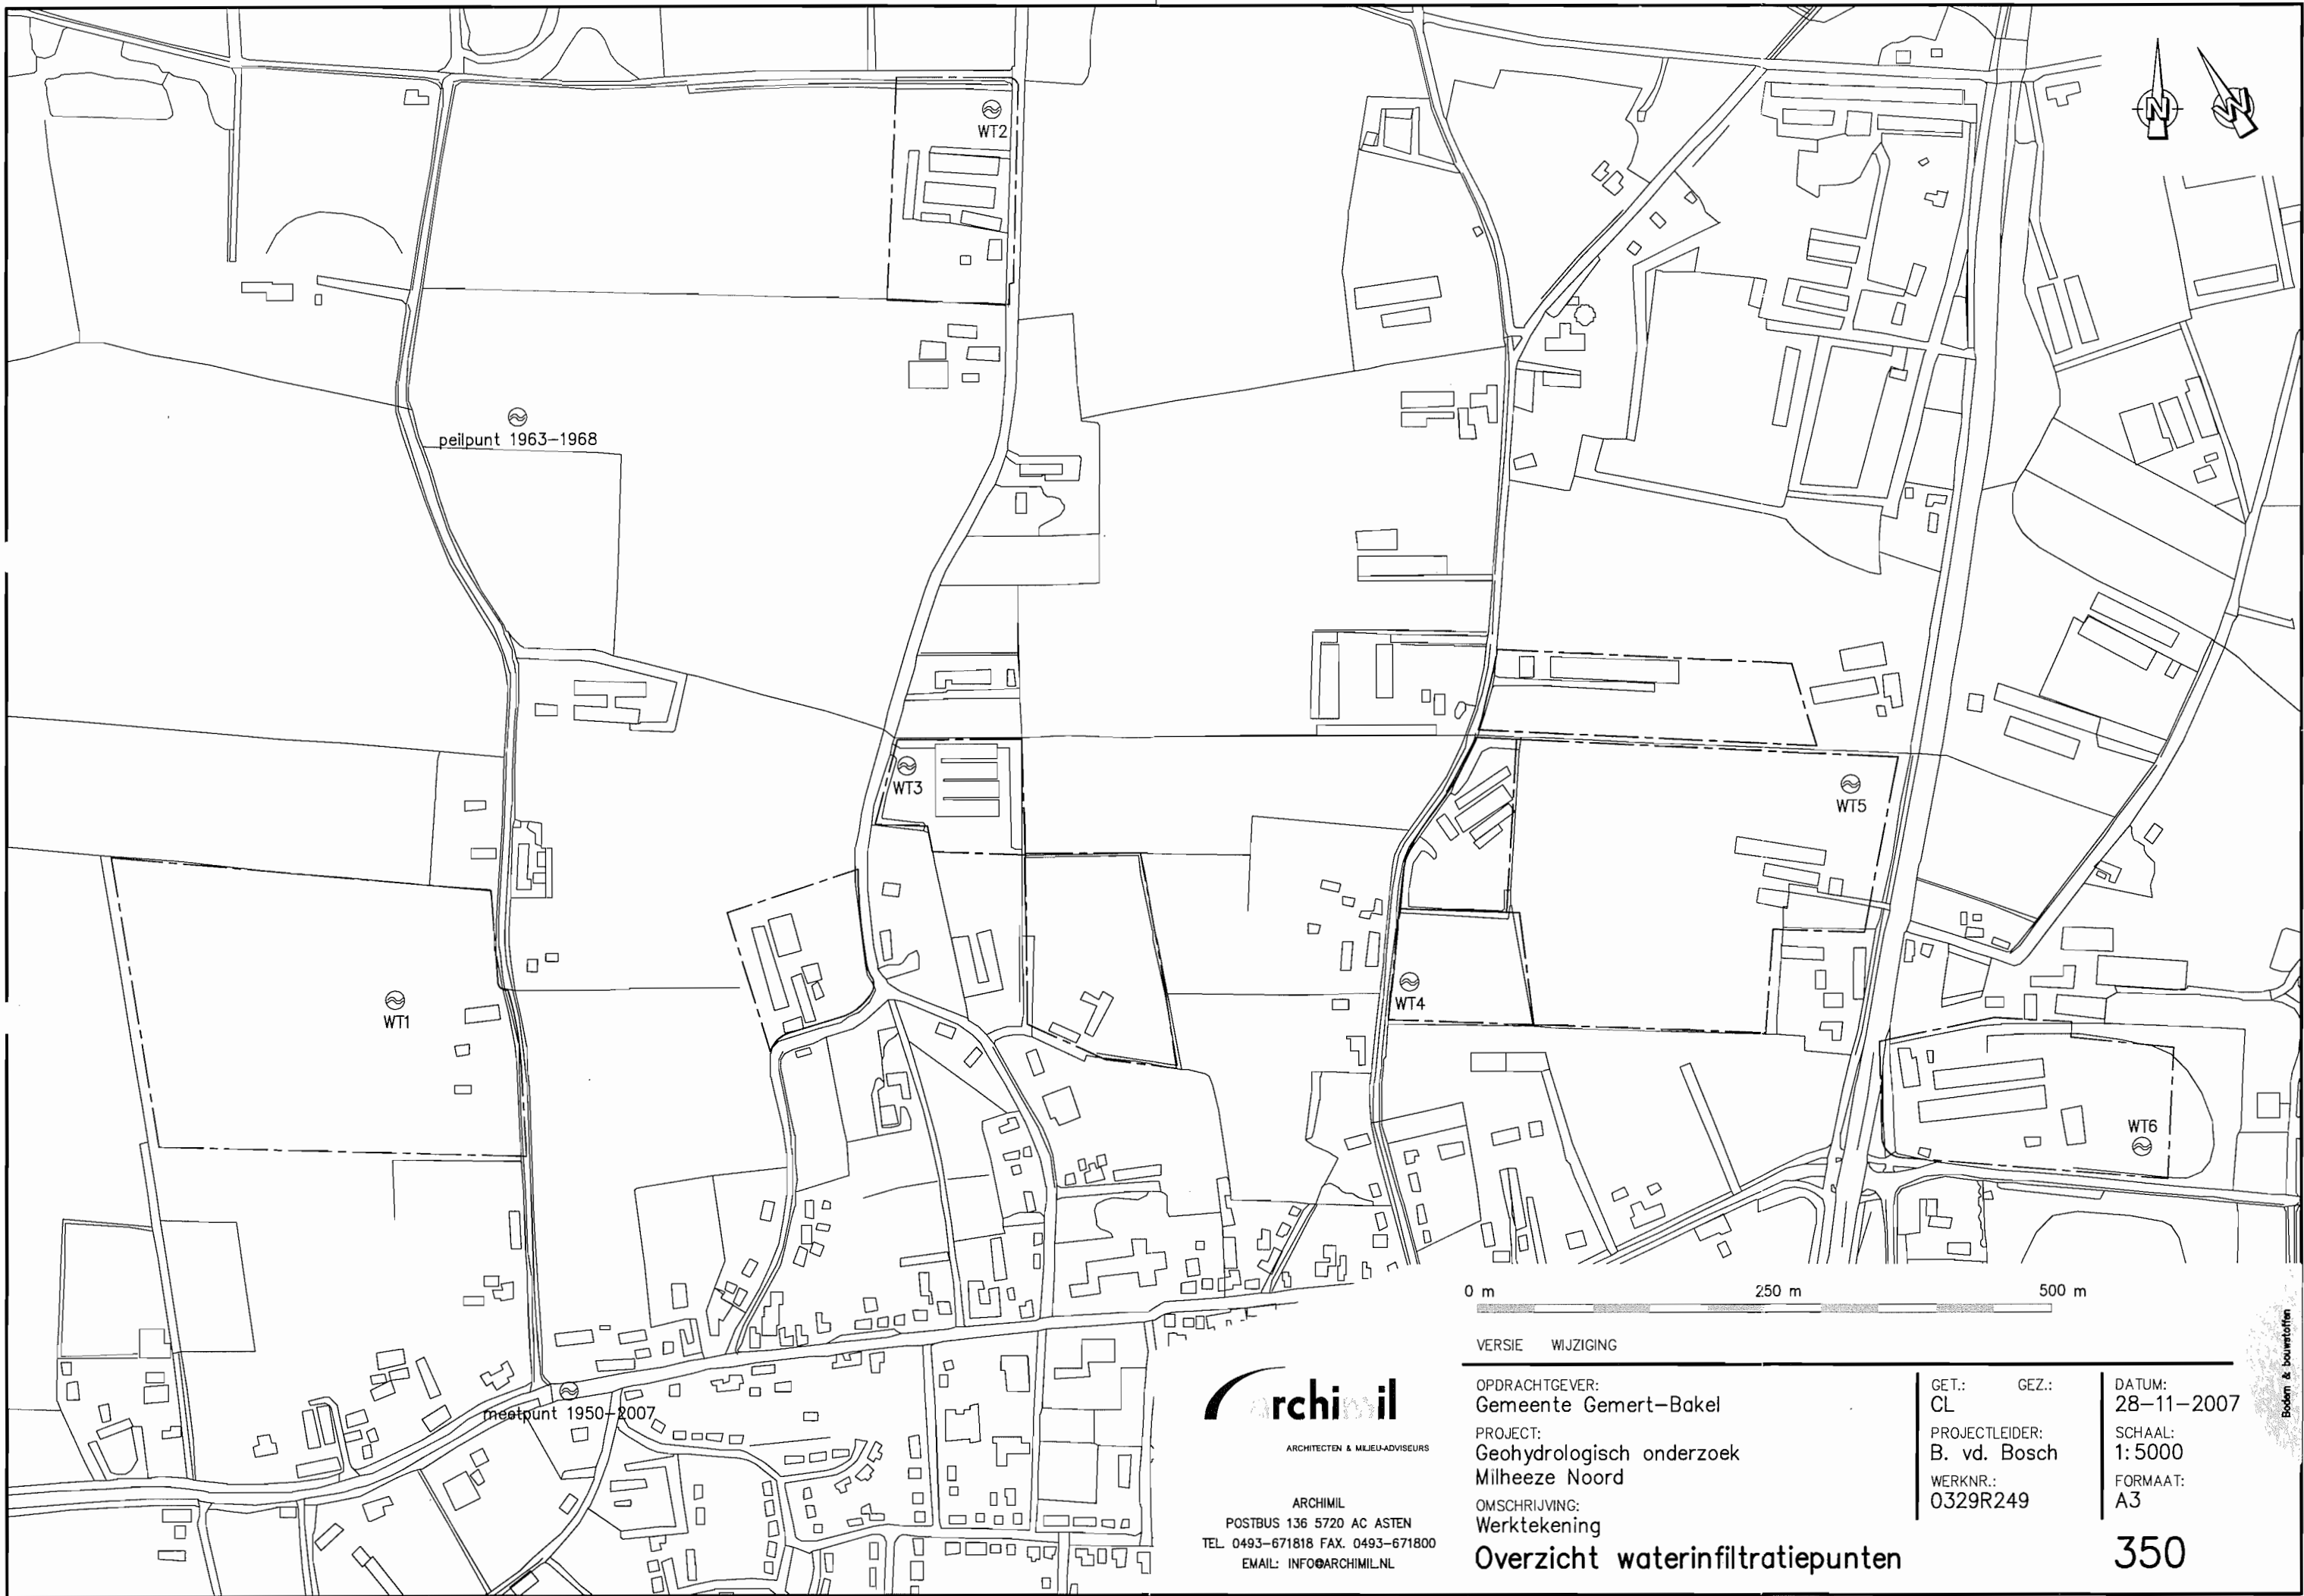 N
W
WT2
peilpunt 1963-1968
WT3
WT5
WT1
WT4
WT6
meetpunt 1950-2007
0 m 250 m 500 m
VERSIE WIJZIGING
archimil
ARCHITECTEN & MILIEU-ADVISEURS
ARCHIMIL
POSTBUS 136 5720 AC ASTEN
TEL. 0493-671818 FAX. 0493-671800
EMAIL: INFO@ARCHIMIL.NL
OPDRACHTGEVER:
Gemeente Gemert-Bakel
PROJECT:
Geohydrologisch onderzoek
Milheeze Noord
OMSCHRIJVING:
Werktekening
Overzicht waterinfiltratiepunten
GET.: GEZ.:
CL
PROJECTLEIDER:
B. vd. Bosch
WERKNR.:
0329R249
DATUM:
28-11-2007
SCHAAL:
1:5000
FORMAAT:
A3
350
Bodem & bouwstoffen